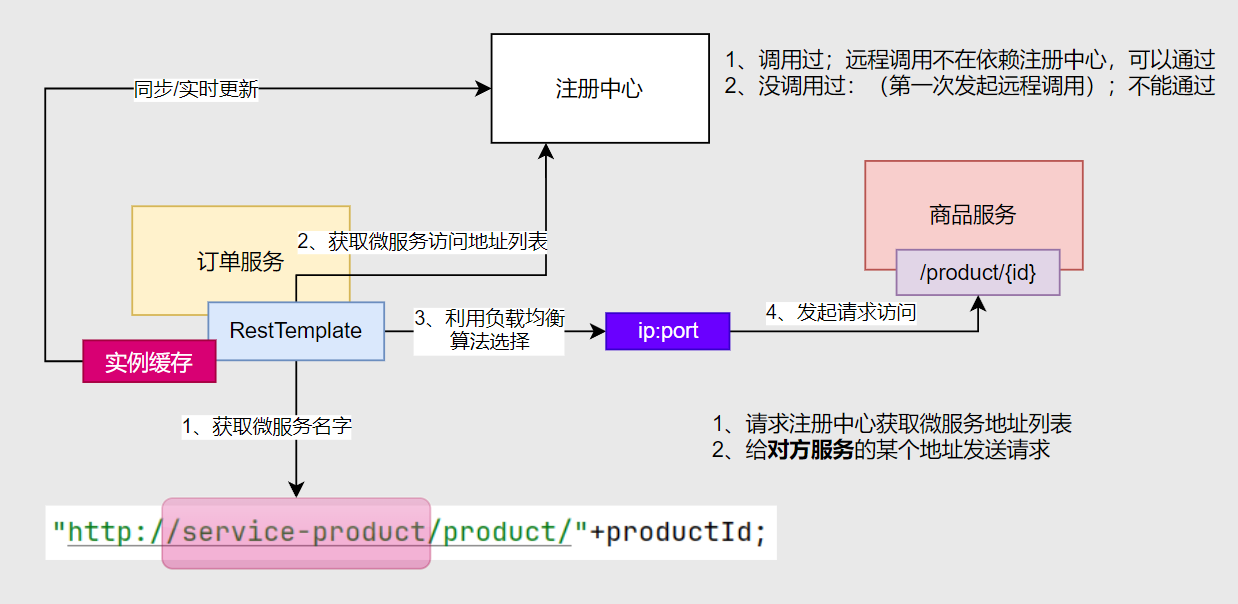 注册中心
1、调用过；远程调用不在依赖注册中心，可以通过
2、没调用过：（第一次发起远程调用）；不能通过
同步/实时更新
商品服务
/product/{id}
订单服务
2、获取微服务访问地址列表
RestTemplate
实例缓存
3、利用负载均衡
算法选择
ip:port
4、发起请求访问
1、获取微服务名字
1、请求注册中心获取微服务地址列表
2、给对方服务的某个地址发送请求
"http://service-product/product/"+productId;